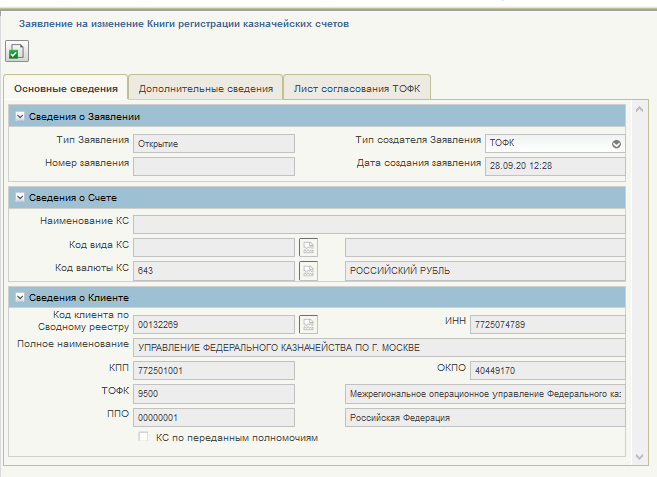 Заявление на изменение Книги регистрации казначейских счетов
Основные сведения Дополнительные сведения Лист согласования ТОФК
Сведения о Заявлении
Тип Заявления Открытие Тип создателя Заявления ТОФК
Номер заявления Дата создания заявления 28.09.20 12:28
Сведения о Счете
Наименование КС
Код вида КС
Код валюты КС 643 РОССИЙСКИЙ РУБЛЬ
Сведения о Клиенте
Код клиента по
Сводному реестру 00132269 ИНН 7725074789
Полное наименование УПРАВЛЕНИЕ ФЕДЕРАЛЬНОГО КАЗНАЧЕЙСТВА ПО Г. МОСКВЕ
КПП 772501001 ОКПО 40449170
ТОФК 9500 Межрегиональное операционное управление Федерального ка:
ППО 00000001 Российская Федерация
КС по переданным полномочиям